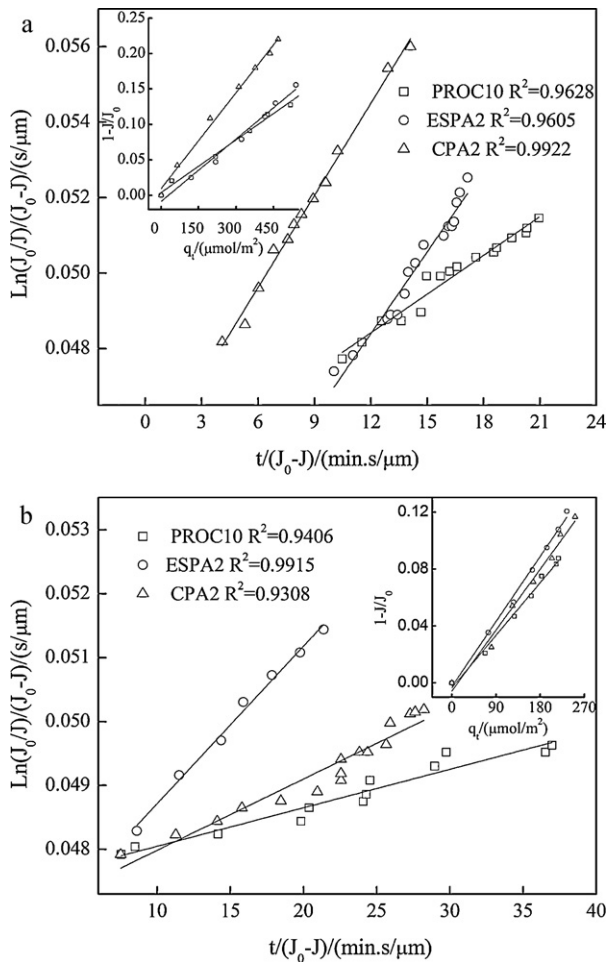 a
0.056
0.054
0.052
0.050
0.048
Ln(J₀/J)/(J₀-J)/(s/μm)
0.25
0.20
0.15
0.10
0.05
0.00
1-J/J₀
0 150 300 450
qₜ/(μmol/m²)
PROC10 R²=0.9628
ESPA2 R²=0.9605
CPA2 R²=0.9922
0 3 6 9 12 15 18 21 24
t/(J₀-J)/(min.s/μm)
b
0.053
0.052
0.051
0.050
0.049
0.048
Ln(J₀/J)/(J₀-J)/(s/μm)
PROC10 R²=0.9406
ESPA2 R²=0.9915
CPA2 R²=0.9308
0.12
0.08
0.04
0.00
1-J/J₀
0 90 180 270
qₜ/(μmol/m²)
10 15 20 25 30 35 40
t/(J₀-J)/(min.s/μm)